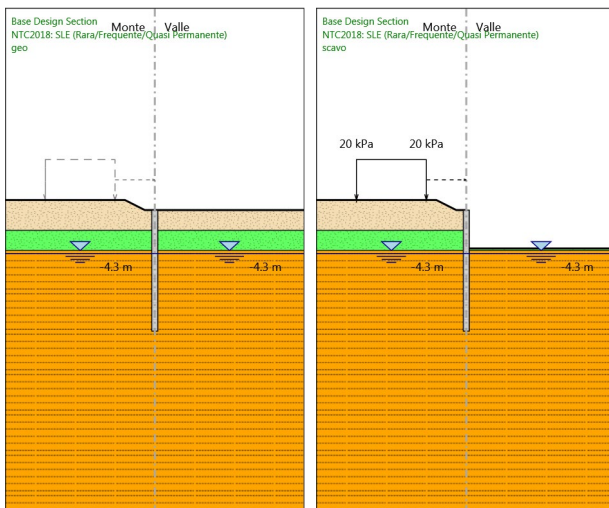 Base Design Section
NTC2018: SLE (Rara/Frequente/Quasi Permanente)
geo
Monte
Valle
-4.3 m
-4.3 m
Base Design Section
NTC2018: SLE (Rara/Frequente/Quasi Permanente)
scavo
Monte
Valle
20 kPa
20 kPa
-4.3 m
-4.3 m